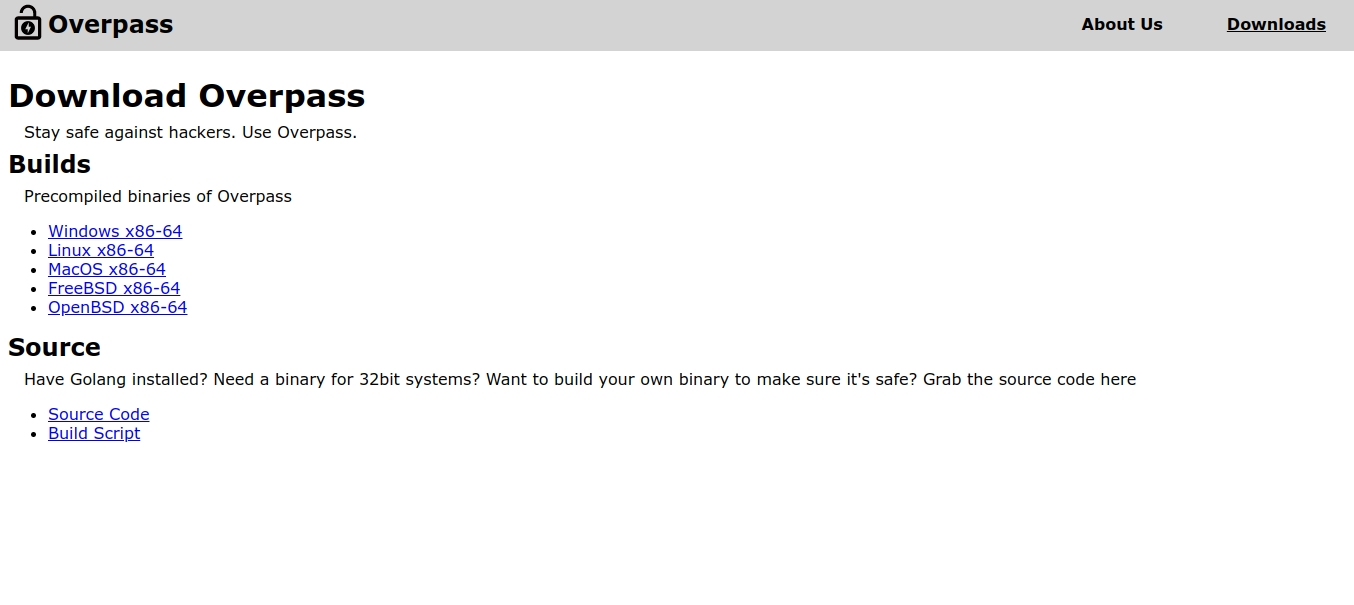 Overpass
About Us
Downloads
Download Overpass
Stay safe against hackers. Use Overpass.
Builds
Precompiled binaries of Overpass
Windows x86-64
Linux x86-64
MacOS x86-64
FreeBSD x86-64
OpenBSD x86-64
Source
Have Golang installed? Need a binary for 32bit systems? Want to build your own binary to make sure it's safe? Grab the source code here
Source Code
Build Script